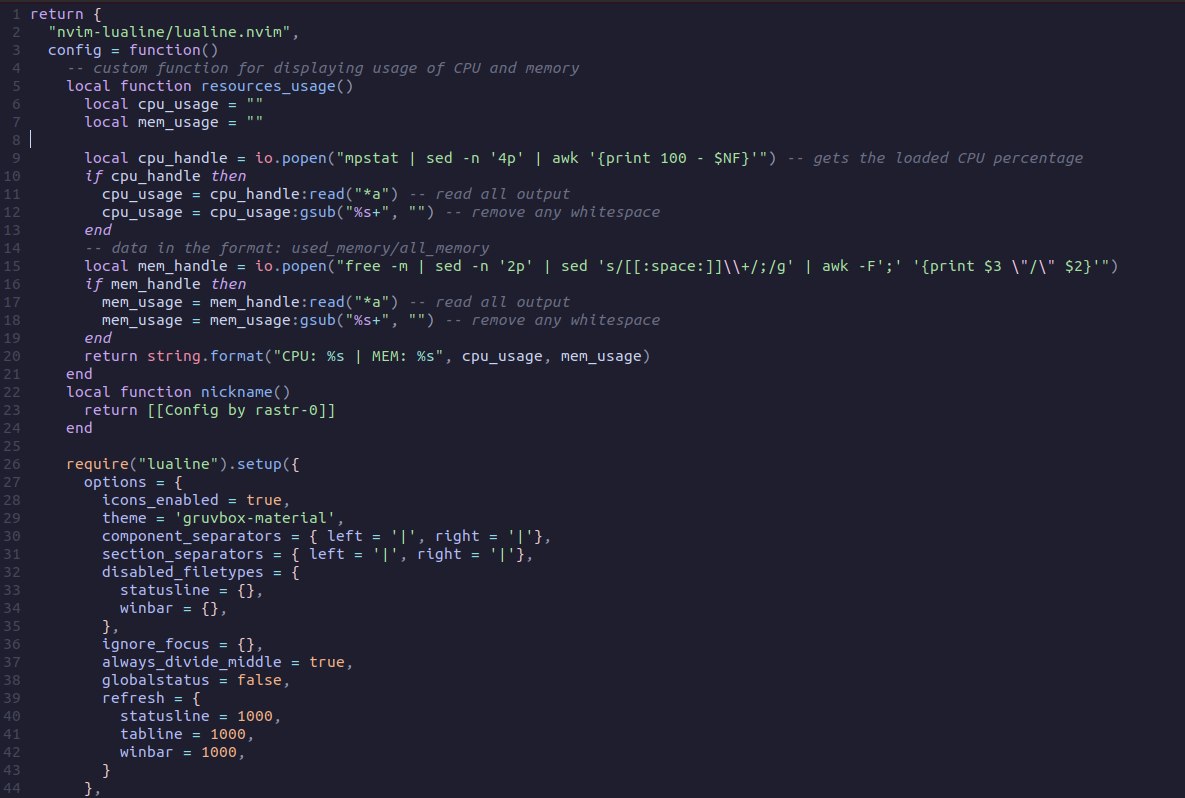 1 return {
2   "nvim-lualine/lualine.nvim",
3   config = function()
4     -- custom function for displaying usage of CPU and memory
5     local function resources_usage()
6       local cpu_usage = ""
7       local mem_usage = ""
8
9       local cpu_handle = io.popen("mpstat | sed -n '4p' | awk '{print 100 - $NF}'") -- gets the loaded CPU percentage
10       if cpu_handle then
11         cpu_usage = cpu_handle:read("*a") -- read all output
12         cpu_usage = cpu_usage:gsub("%s+", "") -- remove any whitespace
13       end
14       -- data in the format: used_memory/all_memory
15       local mem_handle = io.popen("free -m | sed -n '2p' | sed 's/[[:space:]]\\+/;/g' | awk -F';' '{print $3 \"/\" $2}'")
16       if mem_handle then
17         mem_usage = mem_handle:read("*a") -- read all output
18         mem_usage = mem_usage:gsub("%s+", "") -- remove any whitespace
19       end
20       return string.format("CPU: %s | MEM: %s", cpu_usage, mem_usage)
21     end
22     local function nickname()
23       return [[Config by rastr-0]]
24     end
25
26     require("lualine").setup({
27       options = {
28         icons_enabled = true,
29         theme = 'gruvbox-material',
30         component_separators = { left = '|', right = '|'},
31         section_separators = { left = '|', right = '|'},
32         disabled_filetypes = {
33           statusline = {},
34           winbar = {},
35         },
36         ignore_focus = {},
37         always_divide_middle = true,
38         globalstatus = false,
39         refresh = {
40           statusline = 1000,
41           tabline = 1000,
42           winbar = 1000,
43         }
44       },